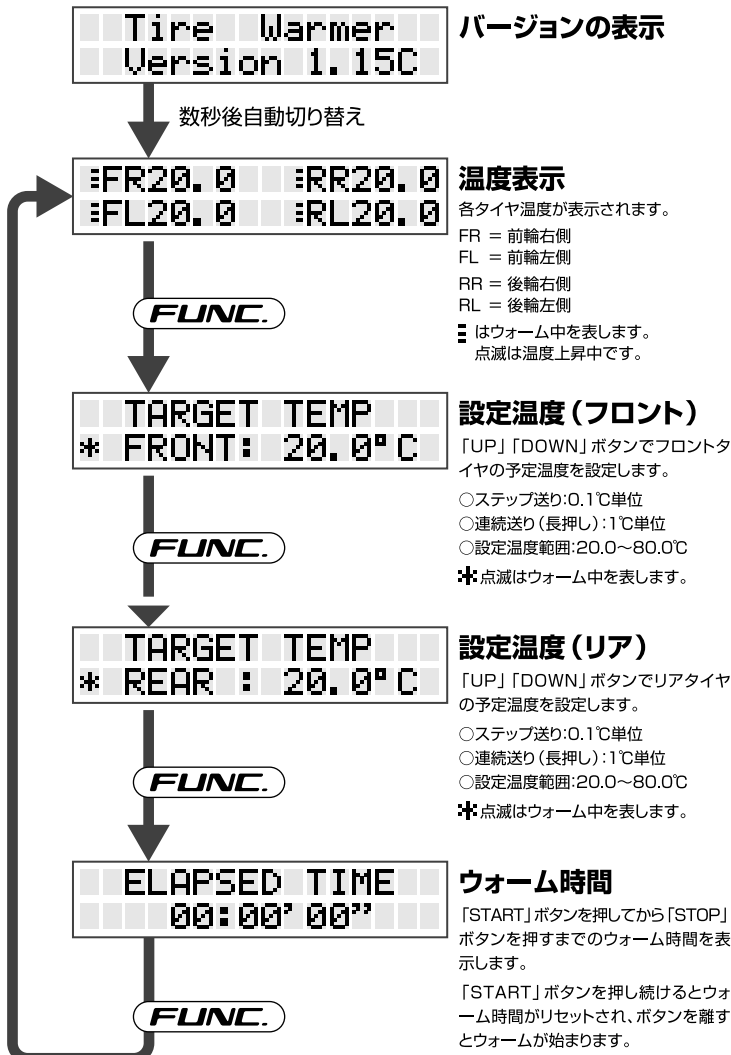 Tire Warmer
Version 1.15C
バージョンの表示
数秒後自動切り替え
FR20.0 RR20.0
FL20.0 RL20.0
温度表示
各タイヤ温度が表示されます。
FR = 前輪右側
FL = 前輪左側
RR = 後輪右側
RL = 後輪左側
はウォーム中を表します。
点滅は温度上昇中です。
FUNC.
TARGET TEMP
* FRONT: 20.0°C
設定温度（フロント）
「UP」「DOWN」ボタンでフロントタ
イヤの予定温度を設定します。
○ステップ送り:0.1℃単位
○連続送り（長押し）:1℃単位
○設定温度範囲:20.0～80.0℃
*点滅はウォーム中を表します。
FUNC.
TARGET TEMP
* REAR : 20.0°C
設定温度（リア）
「UP」「DOWN」ボタンでリアタイヤ
の予定温度を設定します。
○ステップ送り:0.1℃単位
○連続送り（長押し）:1℃単位
○設定温度範囲:20.0～80.0℃
*点滅はウォーム中を表します。
FUNC.
ELAPSED TIME
00:00’00”
ウォーム時間
「START」ボタンを押してから「STOP」
ボタンを押すまでのウォーム時間を表
示します。
「START」ボタンを押し続けるとウォ
ーム時間がリセットされ、ボタンを離す
とウォームが始まります。
FUNC.